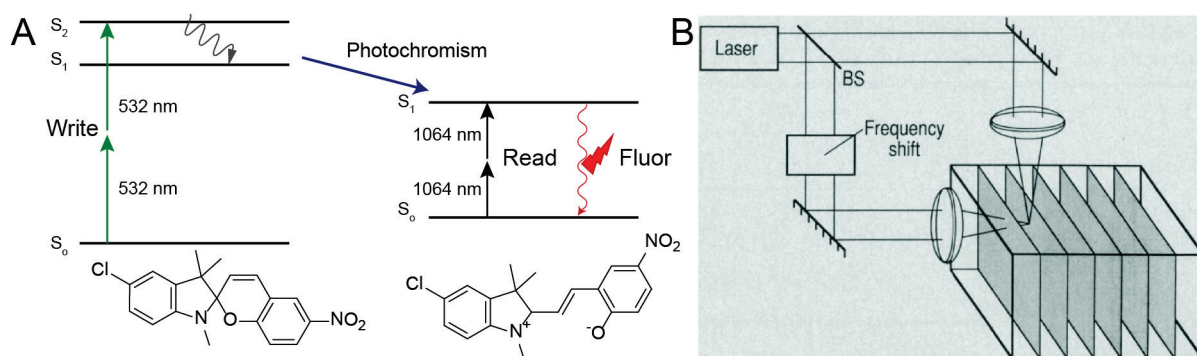 A
S2
S1
532 nm
Write
532 nm
So
Photochromism
S1
1064 nm
Read
Fluor
1064 nm
So
Cl
N
O
NO2
NO2
Cl
N+
-O
B
Laser
BS
Frequency
shift